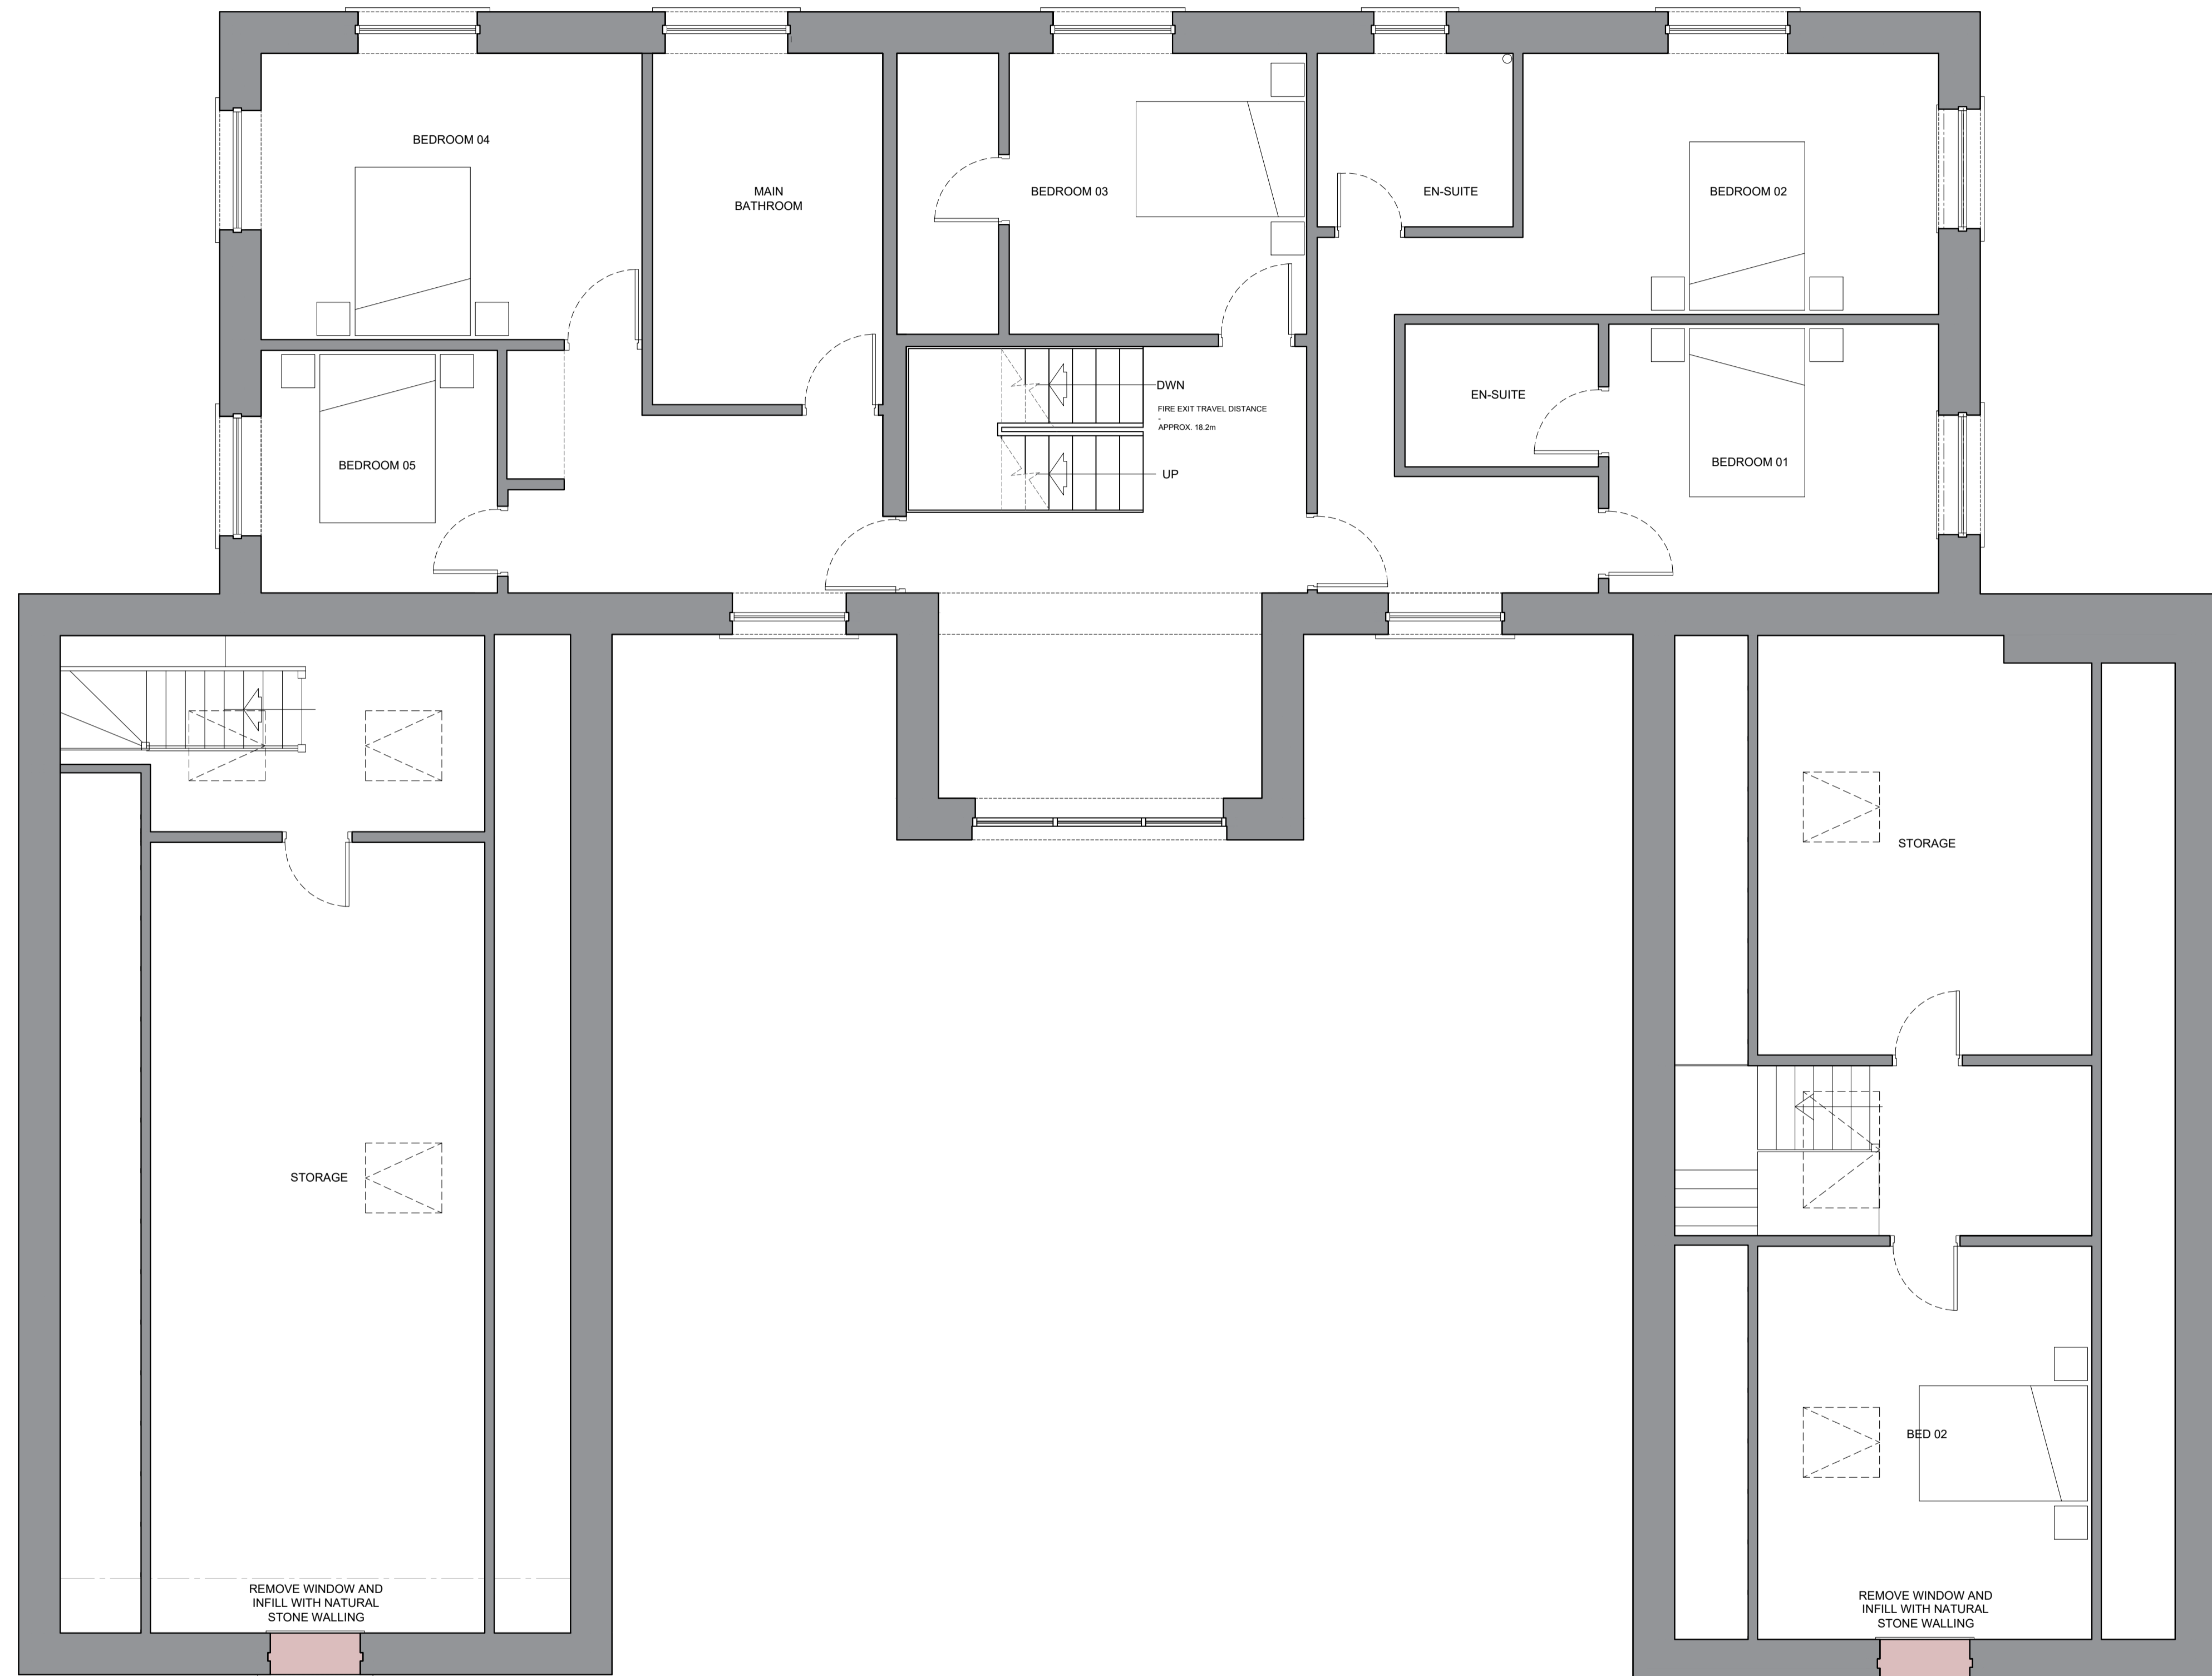 BEDROOM 04
MAIN
BATHROOM
BEDROOM 03
EN-SUITE
BEDROOM 02
DWN
FIRE EXIT TRAVEL DISTANCE
-
APPROX. 18.2m
UP
EN-SUITE
BEDROOM 01
BEDROOM 05
STORAGE
STORAGE
BED 02
REMOVE WINDOW AND
INFILL WITH NATURAL
STONE WALLING
REMOVE WINDOW AND
INFILL WITH NATURAL
STONE WALLING